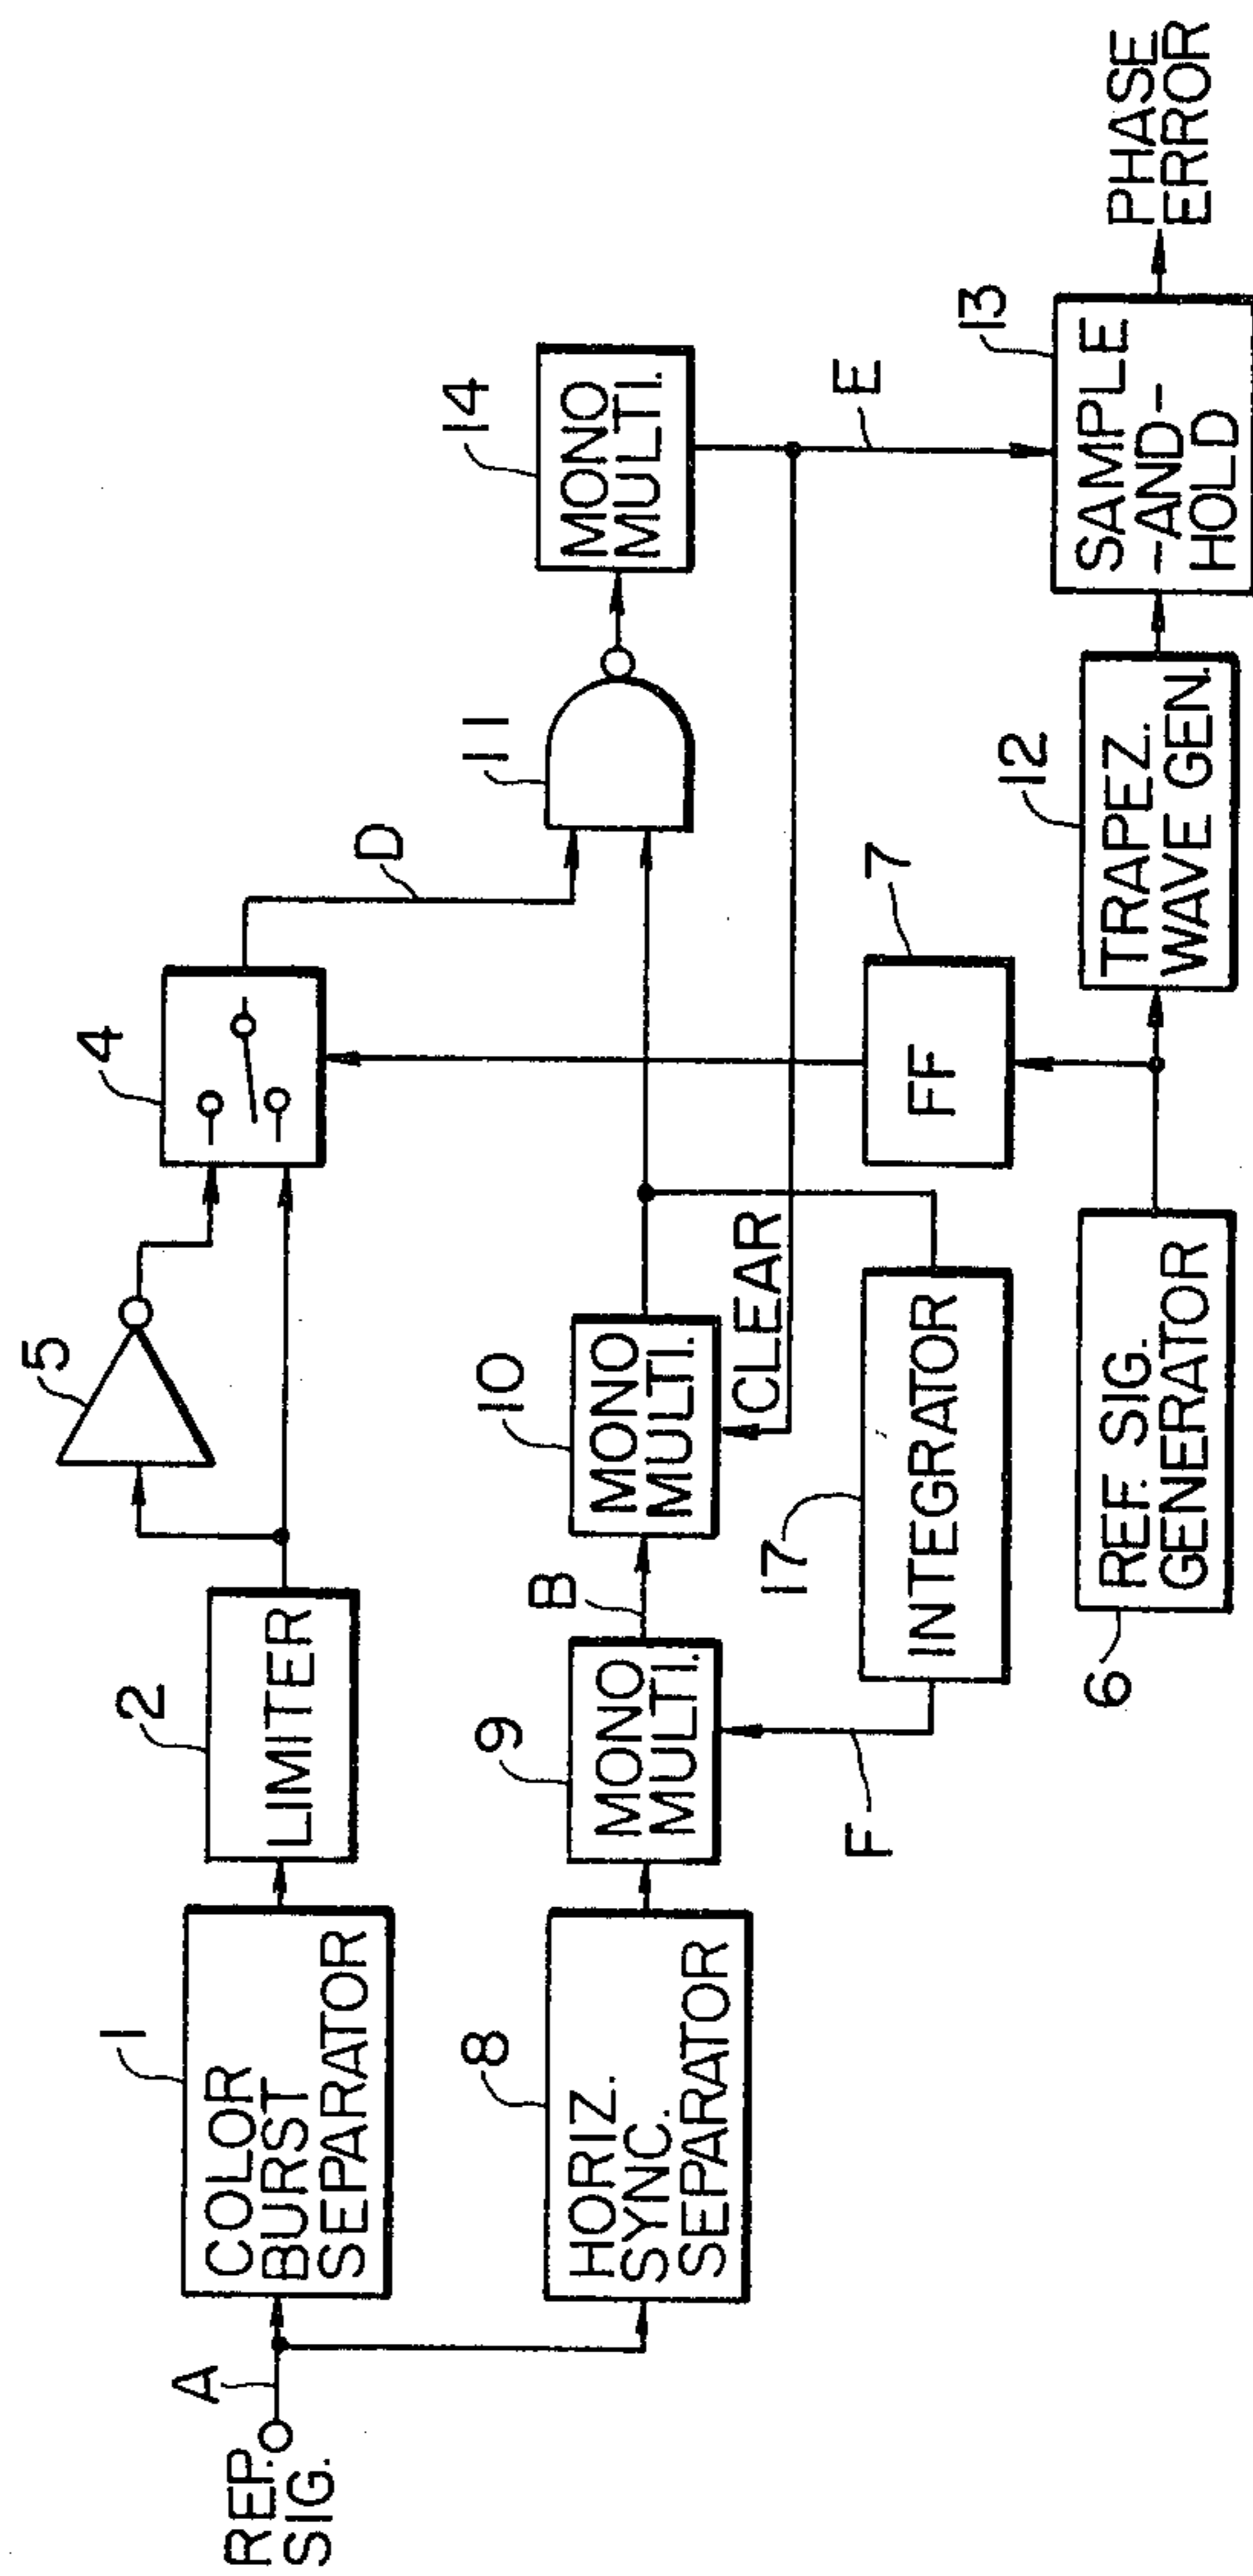 REP.
SIG.
A
1
COLOR
BURST
SEPARATOR
2
LIMITER
5
4
D
8
HORIZ.
SYNC.
SEPARATOR
9
MONO
MULTI.
B
10
MONO
MULTI.
CLEAR
11
14
MONO
MULTI.
E
F
17
INTEGRATOR
7
FF
6
REF. SIG.
GENERATOR
12
TRAPEZ.
WAVE GEN.
13
SAMPLE
-AND-
HOLD
PHASE
ERROR